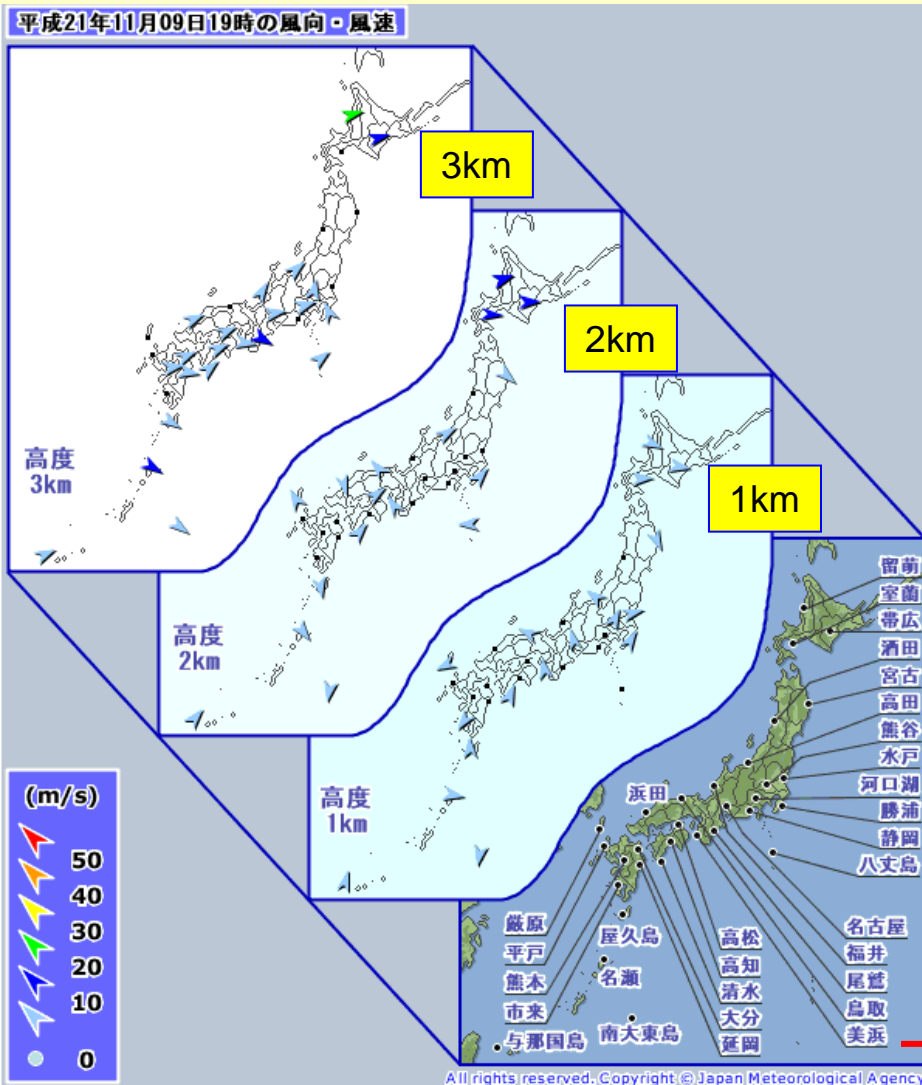 平成21年11月09日19時の風向・風速
3km
高度
3km
2km
高度
2km
1km
高度
1km
留萌
室蘭
帯広
酒田
宮古
高田
熊谷
水戸
河口湖
勝浦
静岡
八丈島
浜田
厳原
平戸
熊本
市来
与那国島
屋久島
名瀬
南大東島
高松
高知
清水
大分
延岡
名古屋
福井
尾鷲
鳥取
美浜
(m/s)
50
40
30
20
10
0
All rights reserved. Copyright © Japan Meteorological Agency